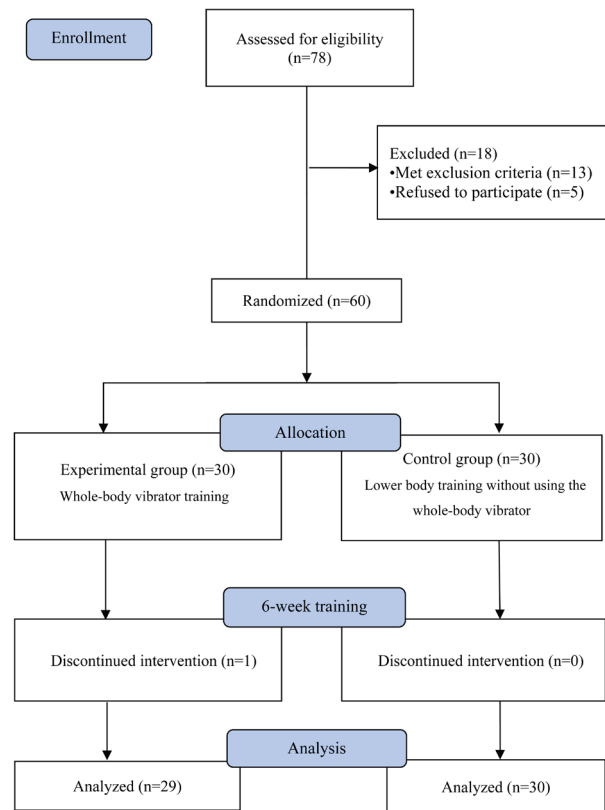 Enrollment
Assessed for eligibility
(n=78)
Excluded (n=18)
•Met exclusion criteria (n=13)
•Refused to participate (n=5)
Randomized (n=60)
Allocation
Experimental group (n=30)
Whole-body vibrator training
Control group (n=30)
Lower body training without using the
whole-body vibrator
6-week training
Discontinued intervention (n=1)
Discontinued intervention (n=0)
Analysis
Analyzed (n=29)
Analyzed (n=30)